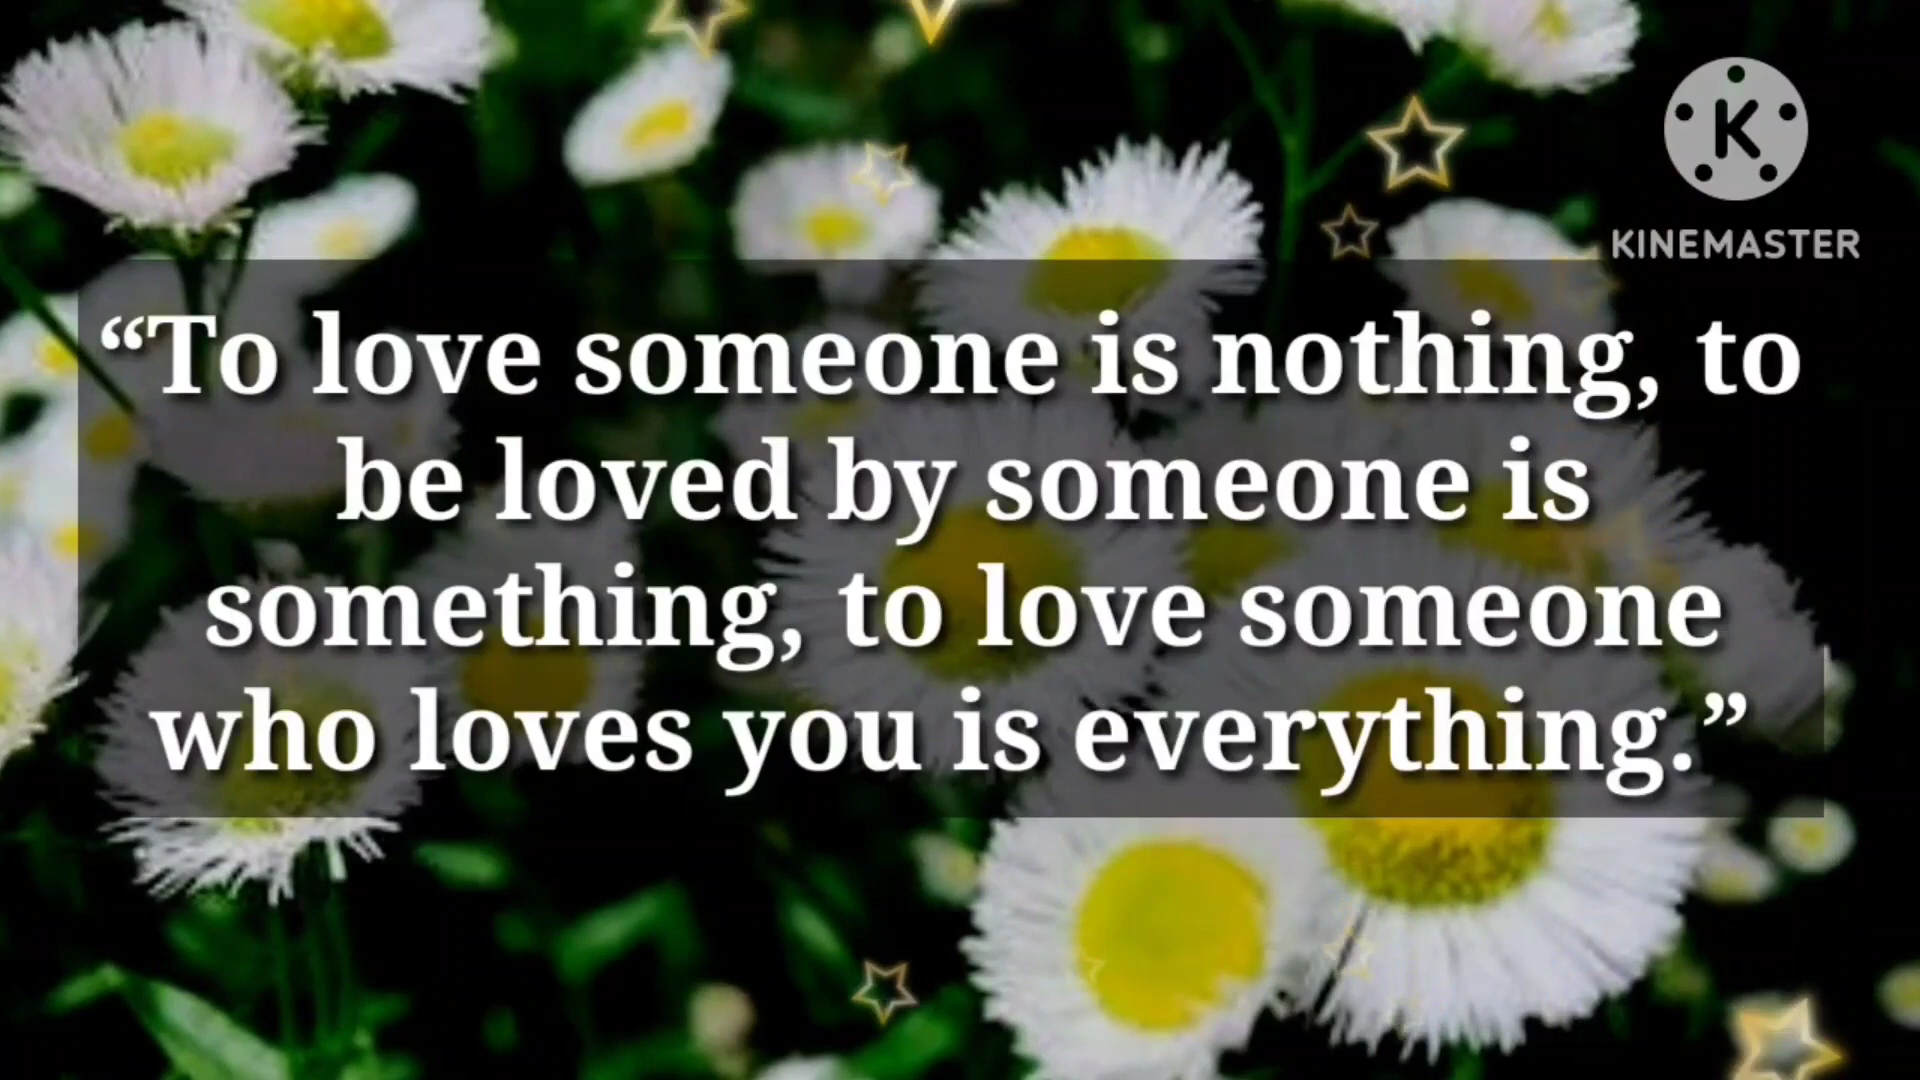 KINEMASTER
“To love someone is nothing, to
be loved by someone is
something, to love someone
who loves you is everything.”